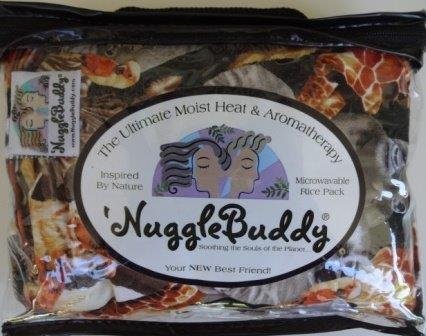 NuggleBuddy®
www.NuggleBuddy.com
The Ultimate Moist Heat & Aromatherapy
Inspired
By Nature
Microwavable
Rice Pack
'NuggleBuddy®
Soothing the Souls of the Planet...
Your NEW Best Friend!